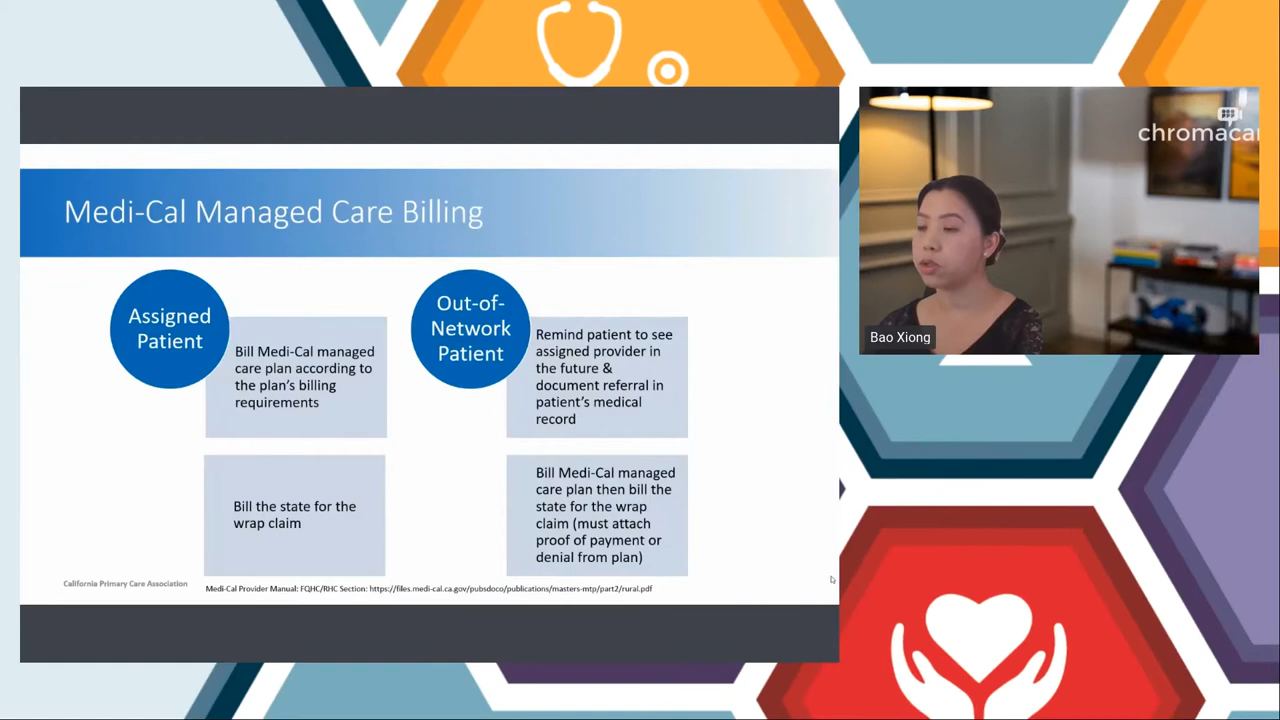 Medi-Cal Managed Care Billing
Assigned
Patient
Bill Medi-Cal managed
care plan according to
the plan's billing
requirements
Bill the state for the
wrap claim
Out-of-
Network
Patient
Remind patient to see
assigned provider in
the future &
document referral in
patient's medical
record
Bill Medi-Cal managed
care plan then bill the
state for the wrap
claim (must attach
proof of payment or
denial from plan)
California Primary Care Association
Medi-Cal Provider Manual: FQHC/RHC Section: https://files.medi-cal.ca.gov/pubsdoco/publications/masters-mtp/part2/rural.pdf
chromacam
Bao Xiong